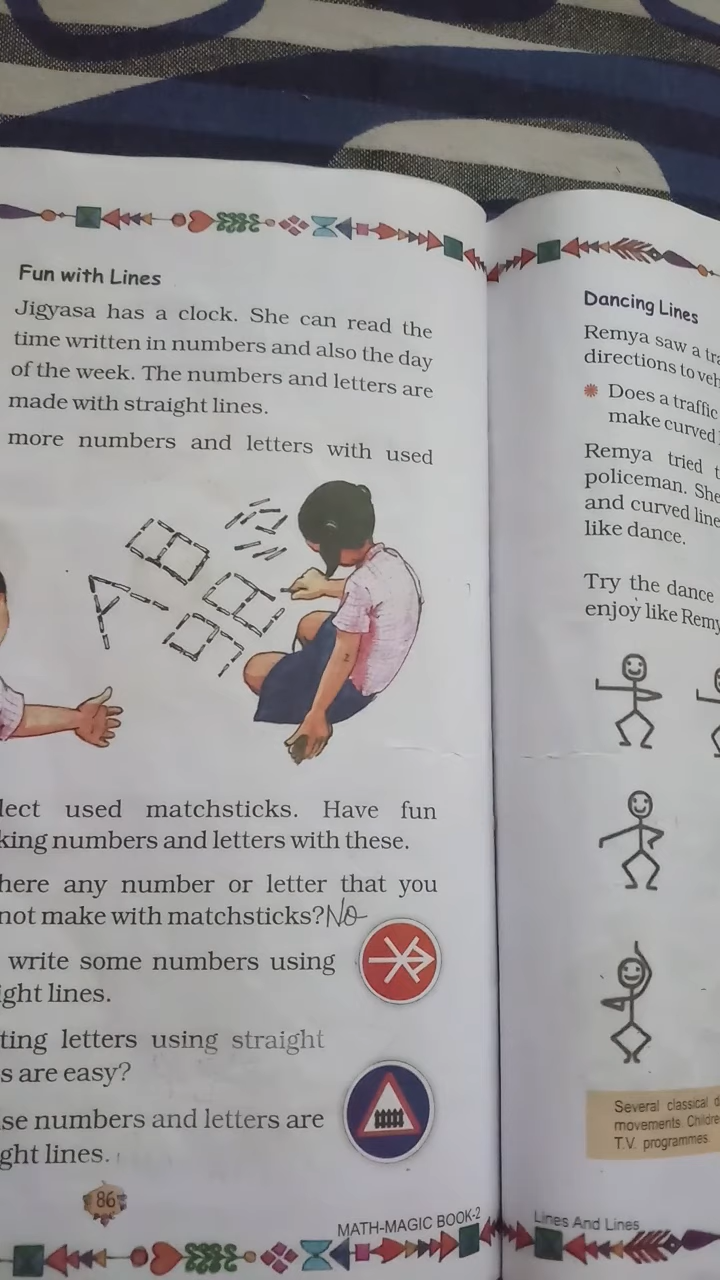 Fun with Lines
Jigyasa has a clock. She can read the
time written in numbers and also the day
of the week. The numbers and letters are
made with straight lines.
more numbers and letters with used
lect used matchsticks. Have fun
king numbers and letters with these.
here any number or letter that you
not make with matchsticks? No
write some numbers using
ght lines.
ting letters using straight
s are easy?
se numbers and letters are
ght lines.
86
MATH-MAGIC BOOK-2
Dancing Lines
Remya saw a tra
directions to veh
Does a traffic
make curved
Remya tried t
policeman. She
and curved line
like dance.
Try the dance
enjoy like Remy
Several classical d
movements. Childre
T.V. programmes.
Lines And Lines